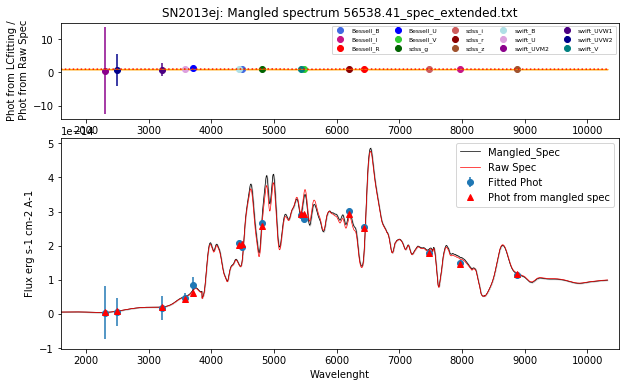 SN2013ej: Mangled spectrum 56538.41_spec_extended.txt
Phot from LCfitting /
Phot from Raw Spec
10
0
−10
Bessell_B
Bessell_I
Bessell_R
Bessell_U
Bessell_V
sdss_g
sdss_i
sdss_r
sdss_z
swift_B
swift_U
swift_UVM2
swift_UVW1
swift_UVW2
swift_V
2000 3000 4000 5000 6000 7000 8000 9000 10000
1e−14
Flux erg s-1 cm-2 A-1
5
4
3
2
1
0
−1
Mangled_Spec
Raw Spec
Fitted Phot
Phot from mangled spec
2000 3000 4000 5000 6000 7000 8000 9000 10000
Wavelenght